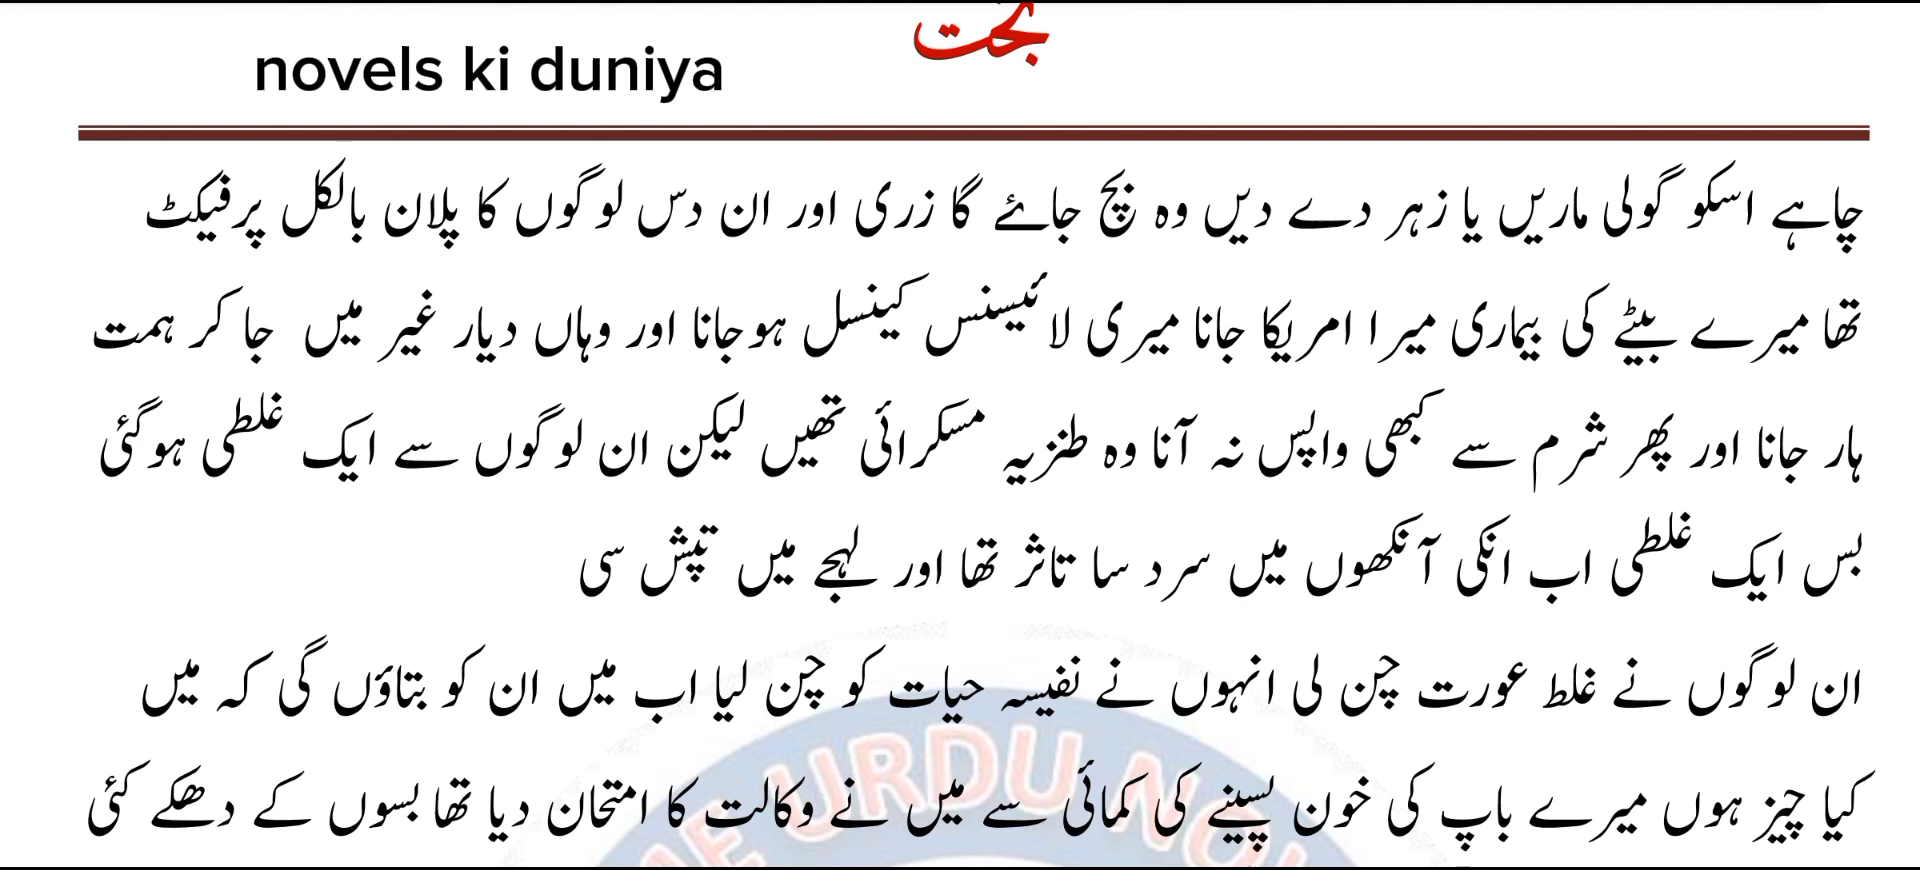 novels ki duniya
چاہے اسکو گولی ماریں یا زہر دے دیں وہ بچ جائے گا زری اور ان دس لوگوں کا پلان بالکل پرفیکٹ
تھا میرے بیٹے کی بیماری میرا امریکا جانا میری لائیسنس کینسل ہوجانا اور وہاں دیار غیر میں جا کر ہمت
ہار جانا اور پھر شرم سے کبھی واپس نہ آنا وہ طنزیہ مسکرائی تھیں لیکن ان لوگوں سے ایک غلطی ہوگئی
بس ایک غلطی اب انکی آنکھوں میں سرد سا تاثر تھا اور لہجے میں تپش سی
ان لوگوں نے غلط عورت چن لی انہوں نے نفیسہ حیات کو چن لیا اب میں ان کو بتاؤں گی کہ میں
کیا چیز ہوں میرے باپ کی خون پسینے کی کمائی سے میں نے وکالت کا امتحان دیا تھا بسوں کے دھکے کئی
URDU NO